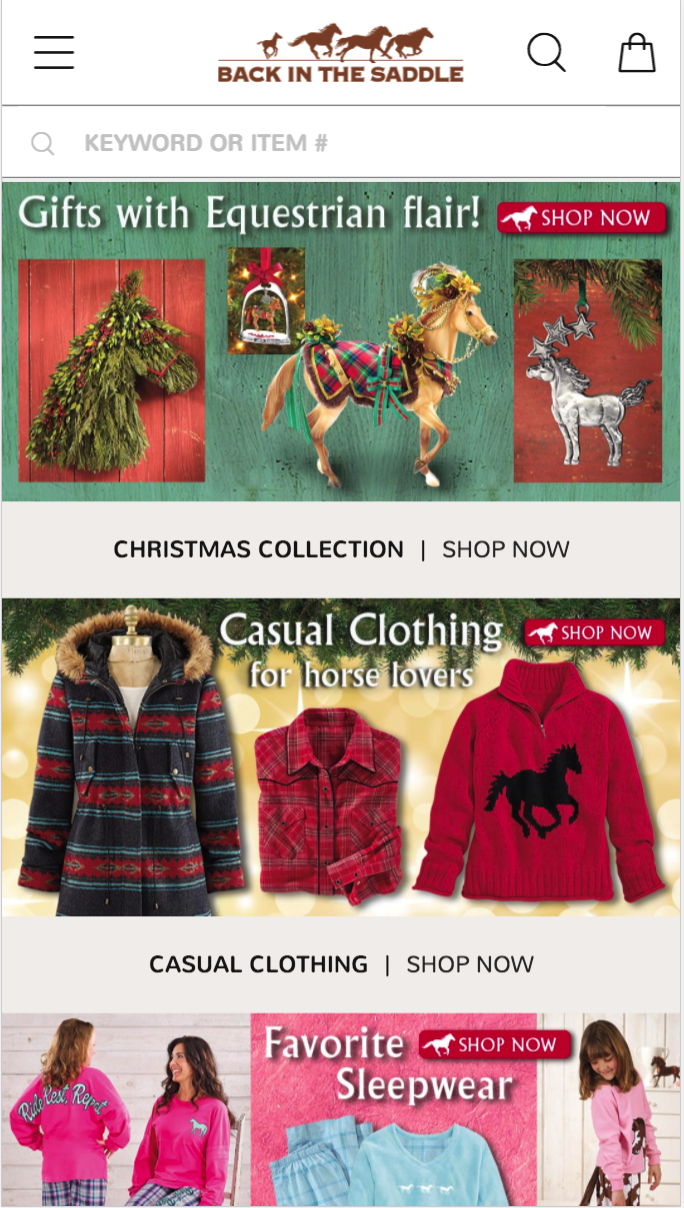 BACK IN THE SADDLE
KEYWORD OR ITEM #
Gifts with Equestrian flair!
SHOP NOW
CHRISTMAS COLLECTION | SHOP NOW
Casual Clothing
SHOP NOW
for horse lovers
CASUAL CLOTHING | SHOP NOW
Favorite
SHOP NOW
Sleepwear
Ride, Rest, Repeat